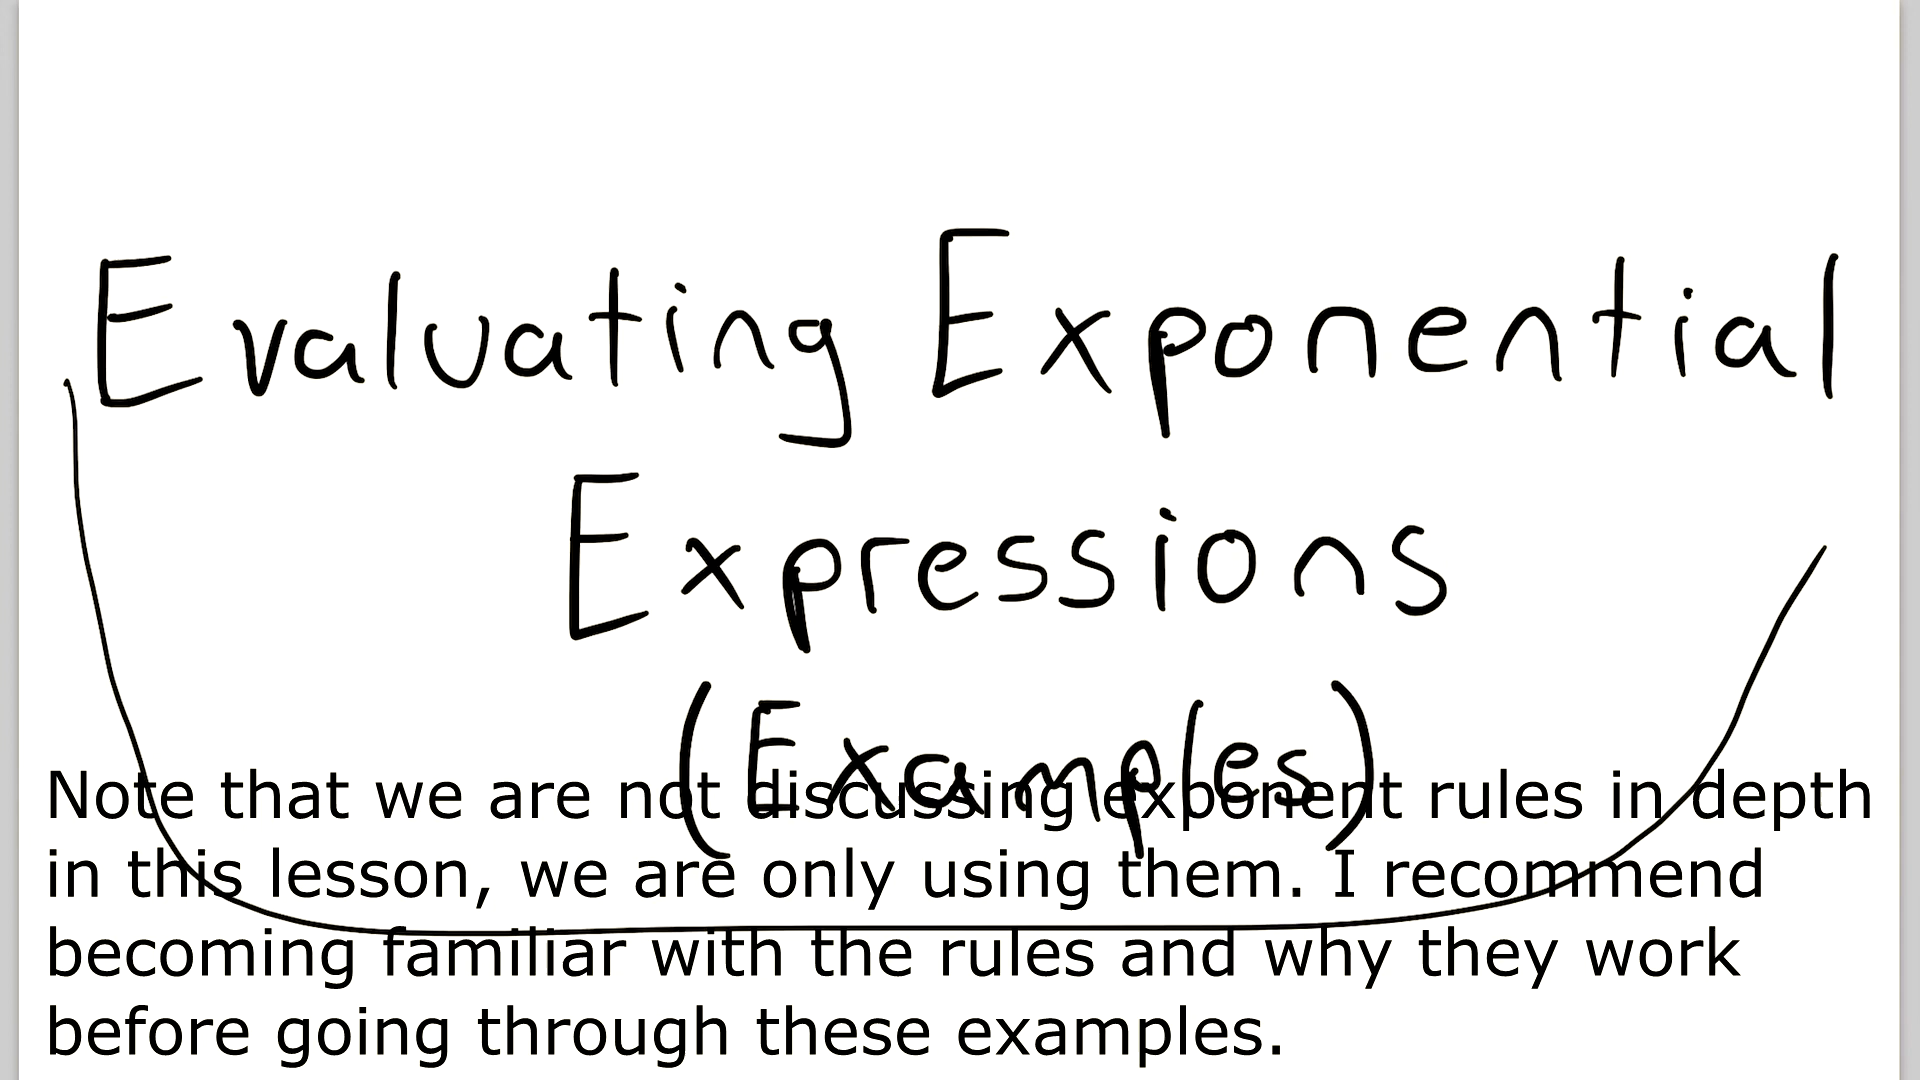 Evaluating Exponential
Expressions
(Examples)
Note that we are not discussing exponent rules in depth
in this lesson, we are only using them. I recommend
becoming familiar with the rules and why they work
before going through these examples.